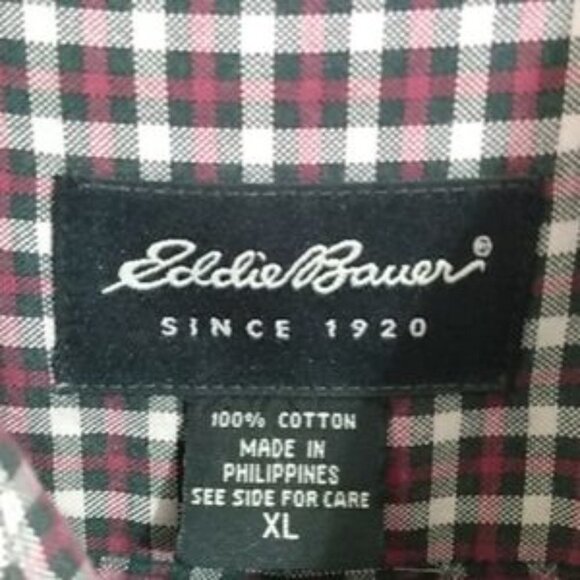 Eddie Bauer®
SINCE 1920
100% COTTON
MADE IN
PHILIPPINES
SEE SIDE FOR CARE
XL